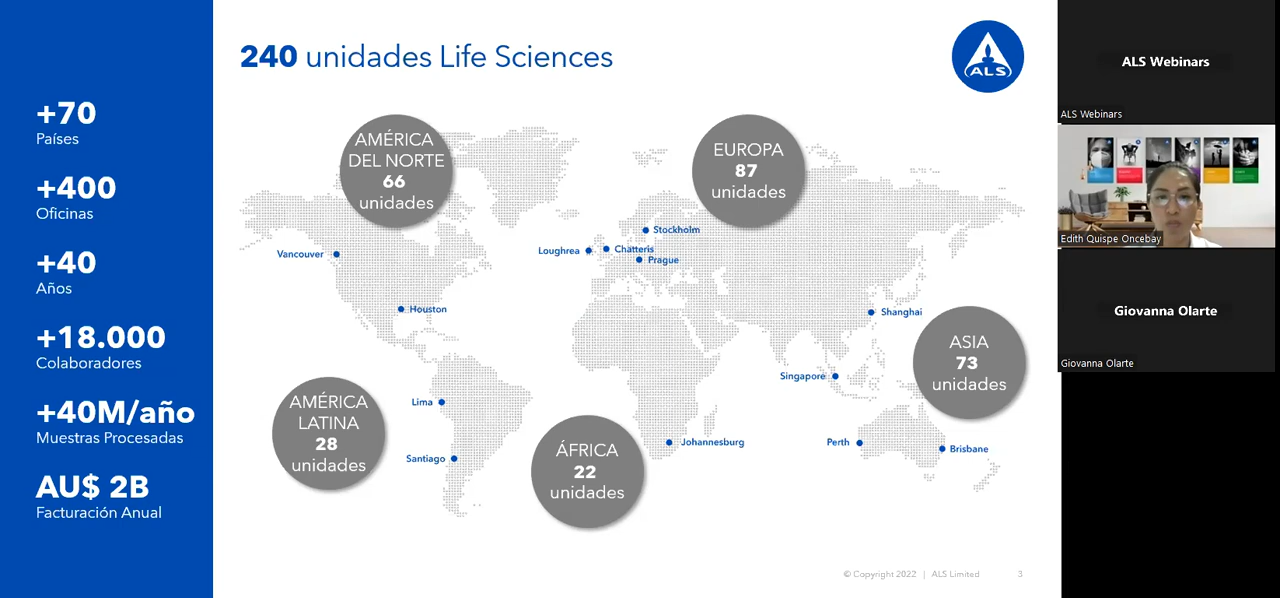 240 unidades Life Sciences
ALS
+70
Países
+400
Oficinas
+40
Años
+18.000
Colaboradores
+40M/año
Muestras Procesadas
AU$ 2B
Facturación Anual
AMÉRICA
DEL NORTE
66
unidades
EUROPA
87
unidades
Stockholm
Loughrea
Chatteris
Prague
Vancouver
Houston
Shanghai
ASIA
73
unidades
Singapore
AMÉRICA
LATINA
28
unidades
Lima
Santiago
ÁFRICA
22
unidades
Johannesburg
Perth
Brisbane
© Copyright 2022 | ALS Limited 3
ALS Webinars
ALS Webinars
Edith Quispe Oncebay
Giovanna Olarte
Giovanna Olarte